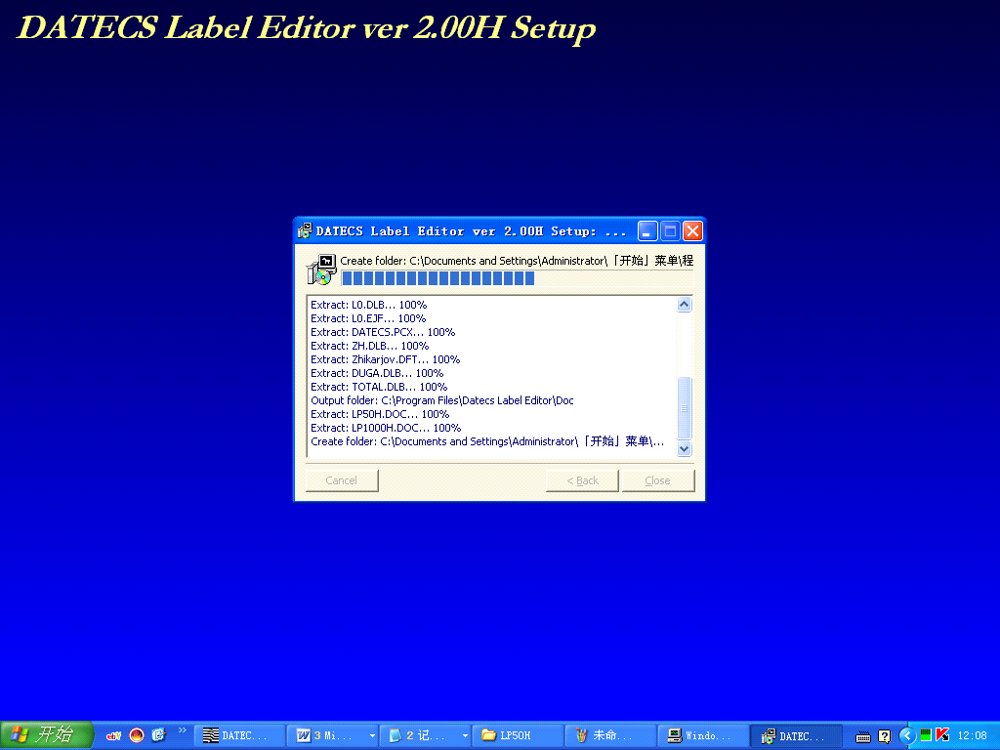 DATECS Label Editor ver 2.00H Setup
DATECS Label Editor ver 2.00H Setup: ...
Create folder: C:\Documents and Settings\Administrator\「开始」菜单\程
Extract: L0.DLB... 100%
Extract: L0.EJF... 100%
Extract: DATECS.PCX... 100%
Extract: ZH.DLB... 100%
Extract: Zhikarjov.DFT... 100%
Extract: DUGA.DLB... 100%
Extract: TOTAL.DLB... 100%
Output folder: C:\Program Files\Datecs Label Editor\Doc
Extract: LP50H.DOC... 100%
Extract: LP1000H.DOC... 100%
Create folder: C:\Documents and Settings\Administrator\「开始」菜单\...
Cancel
< Back
Close
开始
DATEC...
3 Mi...
2 记...
LP50H
未命...
Windo...
DATEC...
12:08